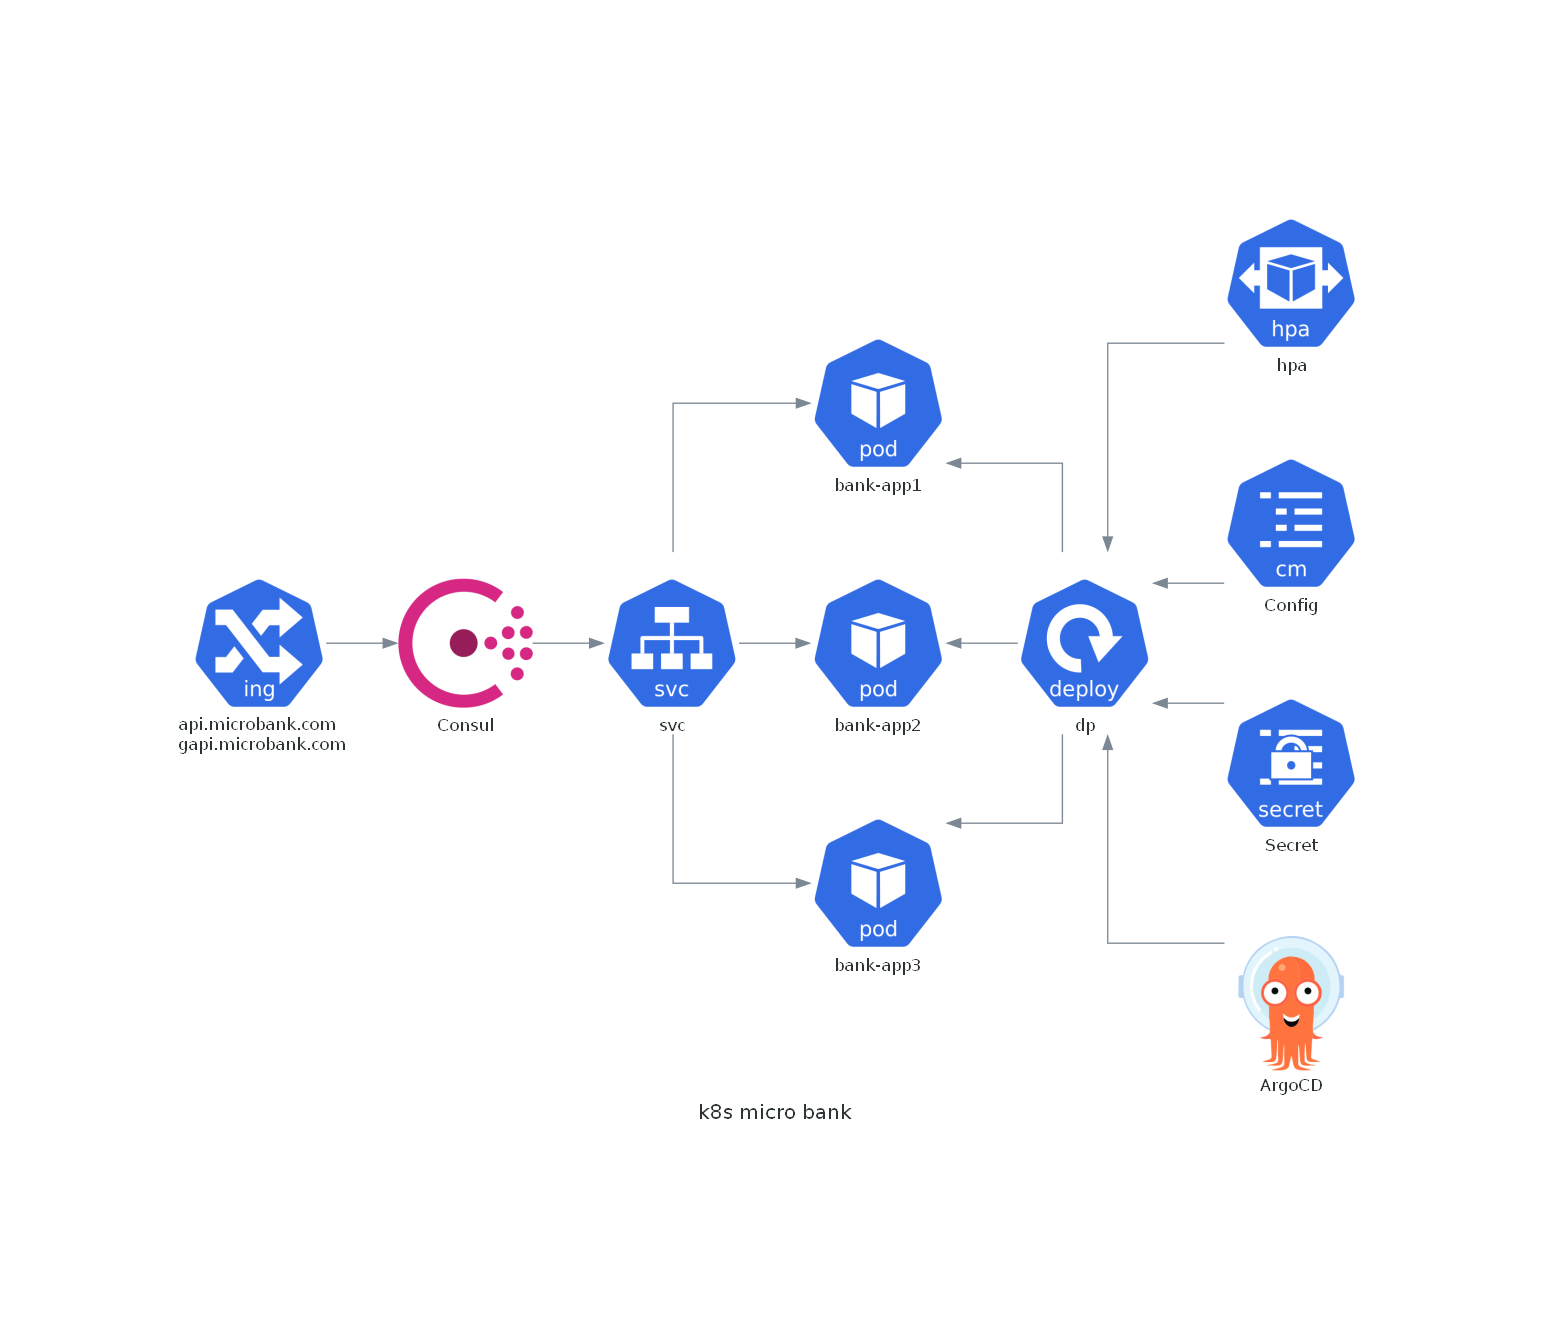 hpa
hpa
pod
bank-app1
cm
Config
ing
api.microbank.com
gapi.microbank.com
Consul
svc
svc
pod
bank-app2
deploy
dp
secret
Secret
pod
bank-app3
ArgoCD
k8s micro bank